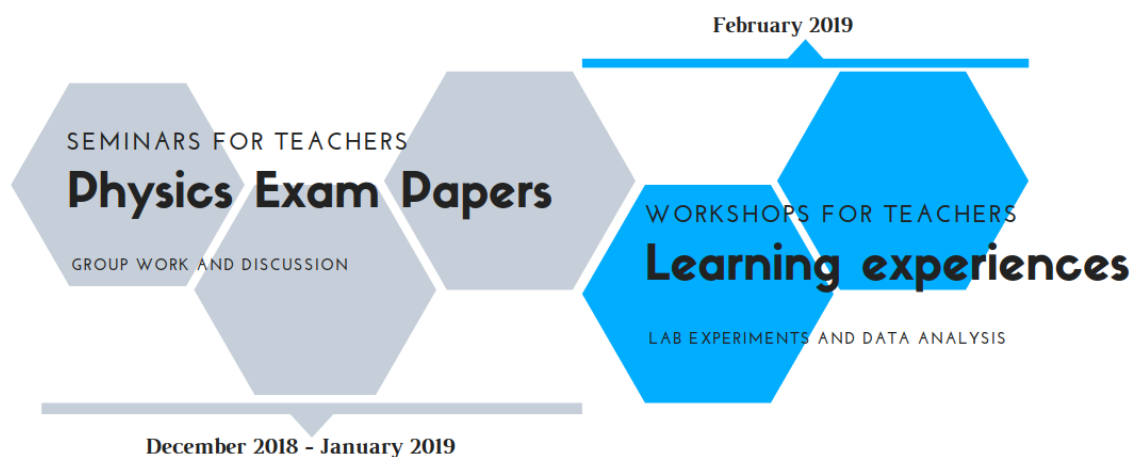 February 2019
SEMINARS FOR TEACHERS
Physics Exam Papers
GROUP WORK AND DISCUSSION
WORKSHOPS FOR TEACHERS
Learning experiences
LAB EXPERIMENTS AND DATA ANALYSIS
December 2018 - January 2019